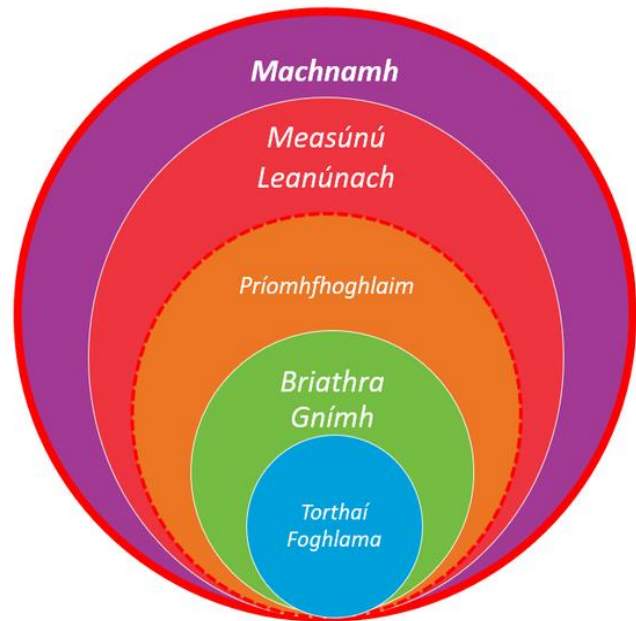 Machnamh
Measúnú
Leanúnach
Príomhfhoghlaim
Briathra
Gnímh
Torthaí
Foghlama